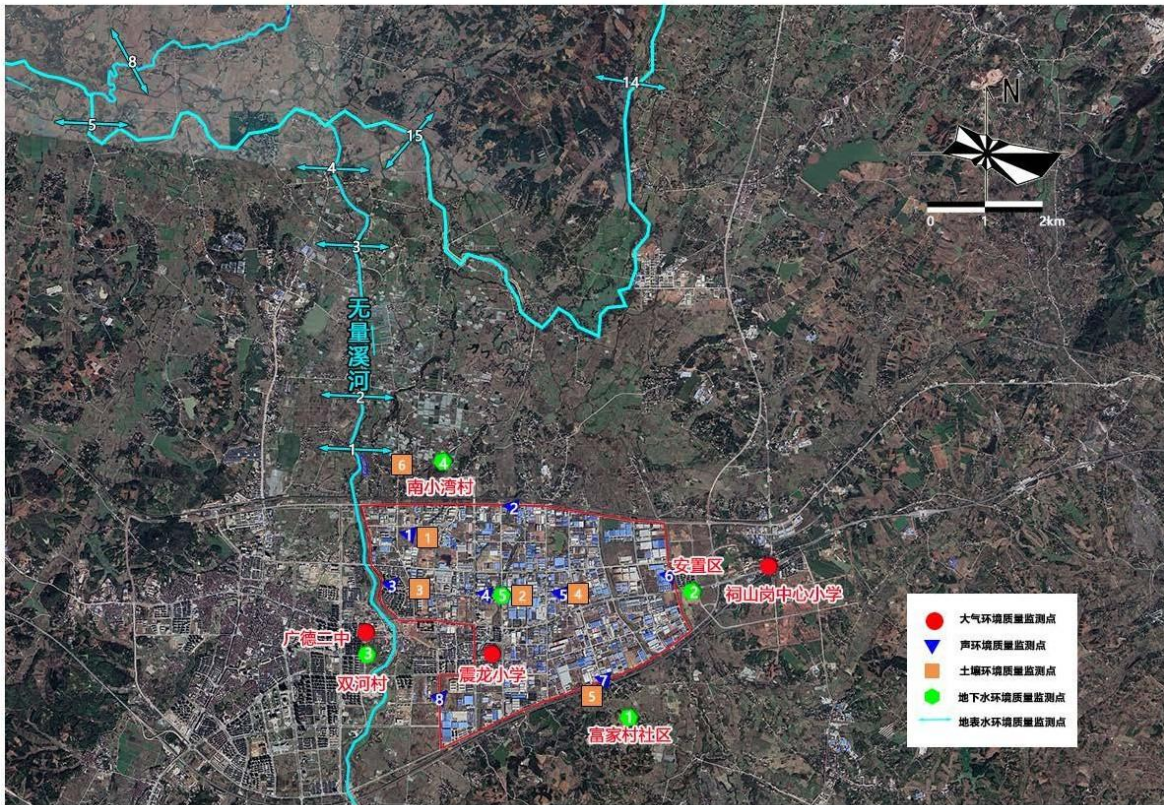 8
14
5
15
4
3
无量溪河
2
1
6
4
南小湾村
2
1
1
安置区
3
3
4
5
2
5
4
6
2
祠山岗中心小学
广德二中
3
双河村
震龙小学
8
7
5
1
富家村社区
N
0 1 2km
大气环境质量监测点
声环境质量监测点
土壤环境质量监测点
地下水环境质量监测点
地表水环境质量监测点